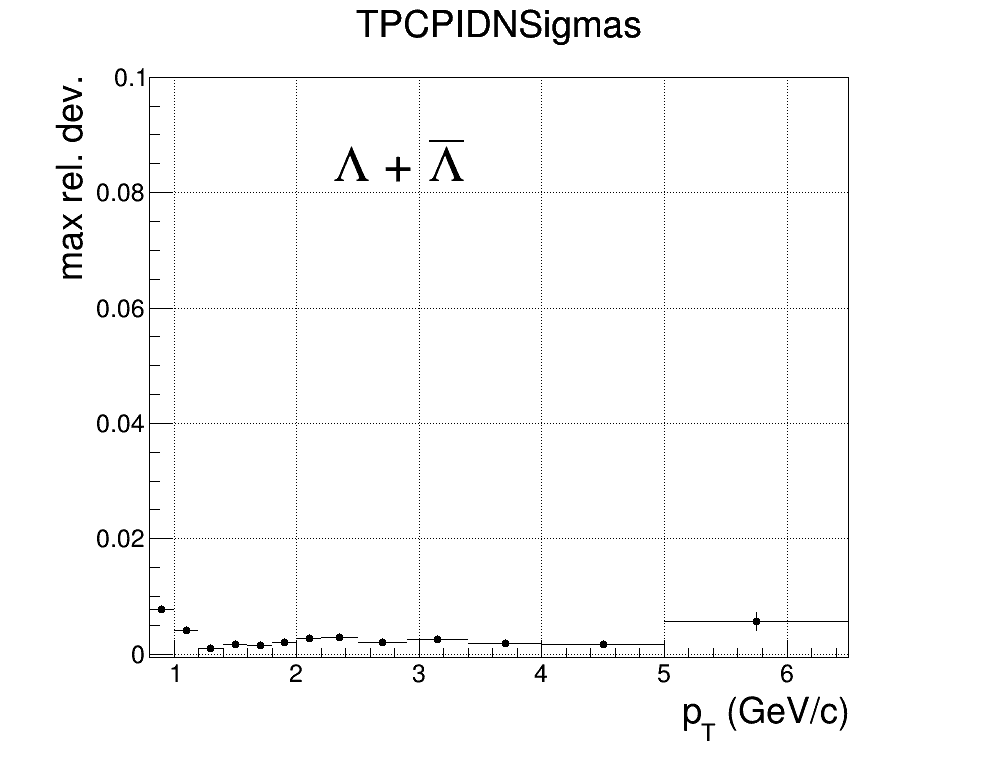 TPCPIDNSigmas
max rel. dev.
0.1
0.08
0.06
0.04
0.02
0
Λ + Λ̅
1 2 3 4 5 6
p_T (GeV/c)